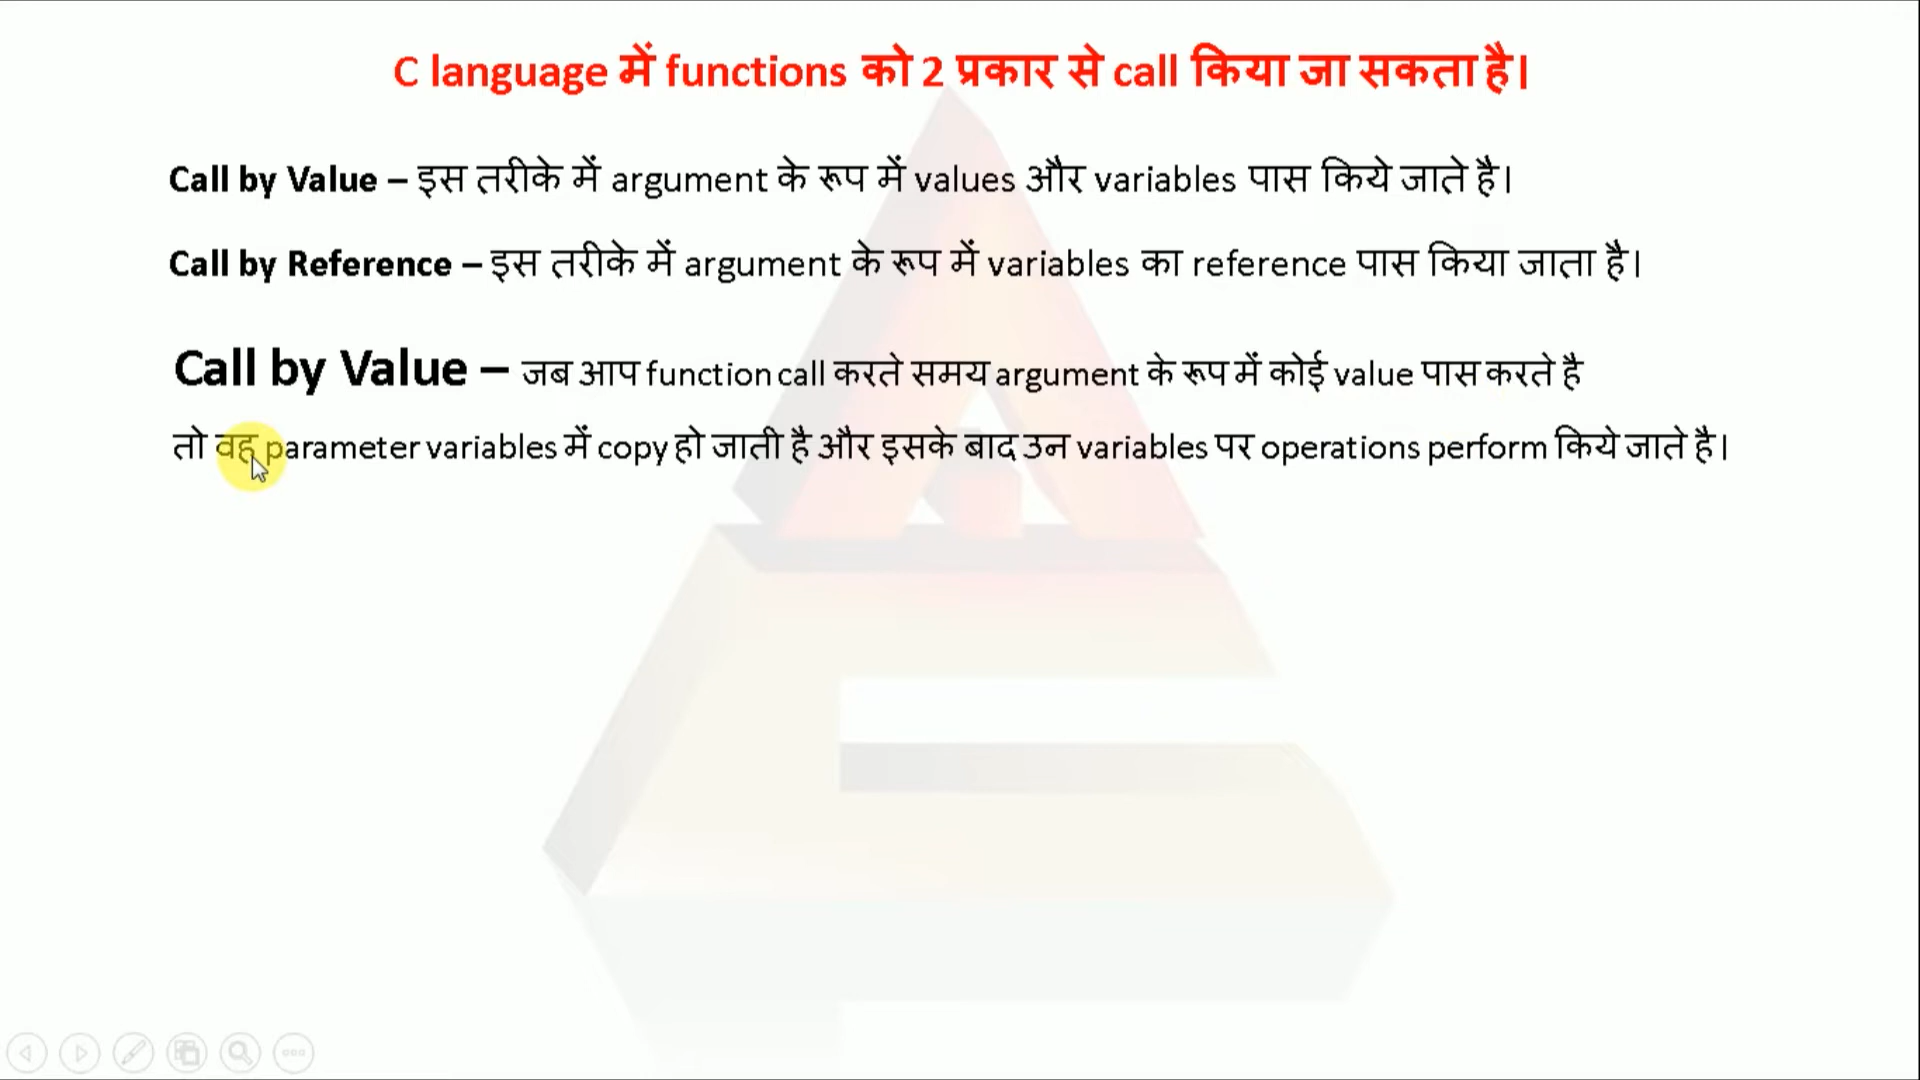 C language में functions को 2 प्रकार से call किया जा सकता है।
Call by Value – इस तरीके में argument के रूप में values और variables पास किये जाते है।
Call by Reference – इस तरीके में argument के रूप में variables का reference पास किया जाता है।
Call by Value – जब आप function call करते समय argument के रूप में कोई value पास करते है
तो वह parameter variables में copy हो जाती है और इसके बाद उन variables पर operations perform किये जाते है।